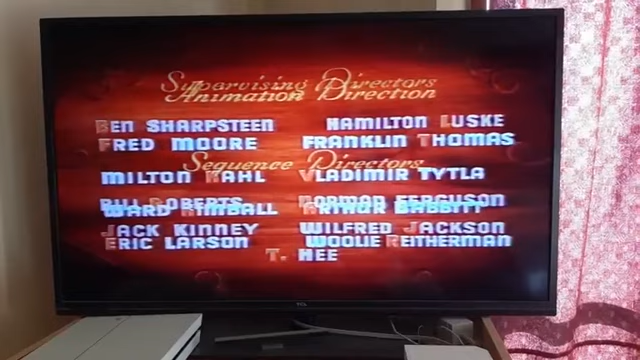 Supervising Directors
Animation Direction
BEN SHARPSTEEN HAMILTON LUSKE
FRED MOORE FRANKLIN THOMAS
Sequence Directors
MILTON KAHL VLADIMIR TYTLA
BILL ROBERTS NORMAN FERGUSON
WARD KIMBALL ARTHUR BABBITT
JACK KINNEY WILFRED JACKSON
ERIC LARSON WOOLIE REITHERMAN
T. HEE
TCL